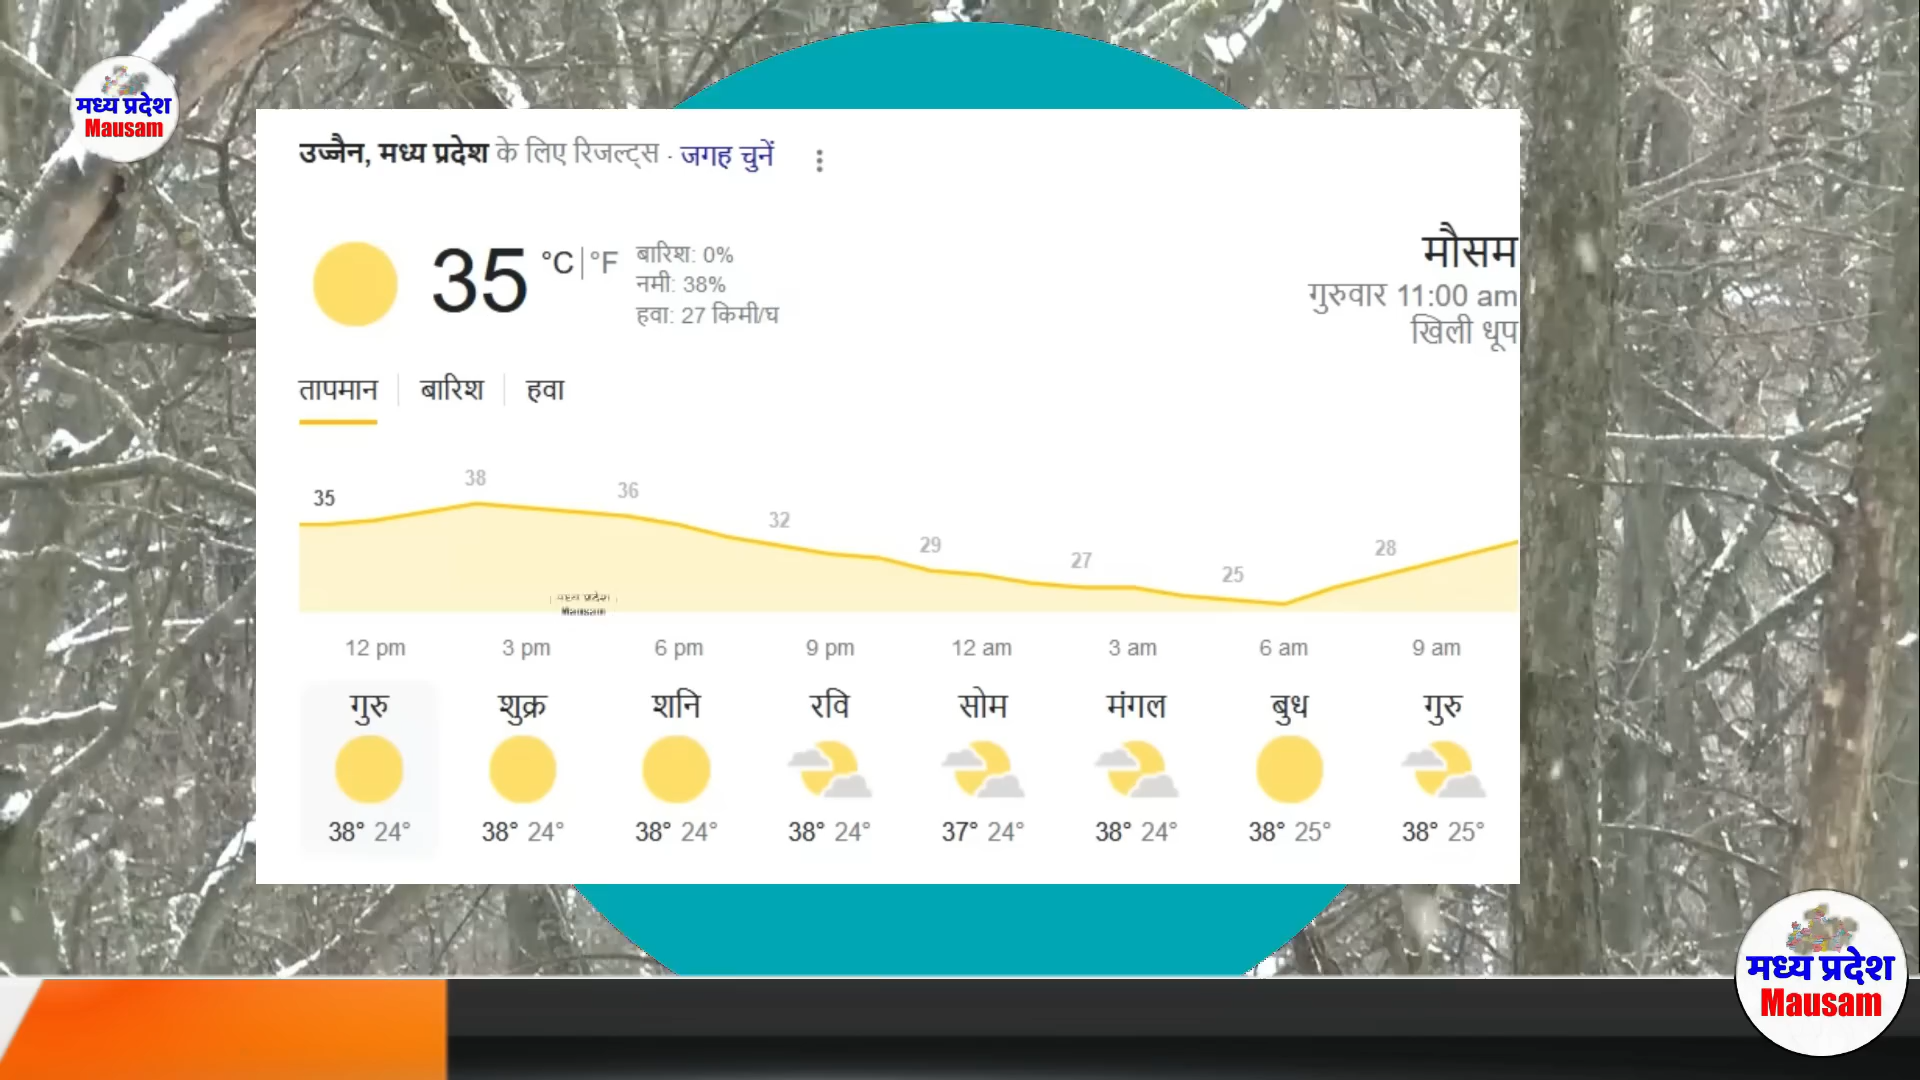 मध्य प्रदेश
Mausam
उज्जैन, मध्य प्रदेश के लिए रिजल्ट्स · जगह चुनें
35 °C | °F
बारिश: 0%
नमी: 38%
हवा: 27 किमी/घ
मौसम
गुरुवार 11:00 am
खिली धूप
तापमान | बारिश | हवा
35 38 36 32 29 27 25 28
मध्य प्रदेश
Mausam
12 pm 3 pm 6 pm 9 pm 12 am 3 am 6 am 9 am
गुरु शुक्र शनि रवि सोम मंगल बुध गुरु
38° 24° 38° 24° 38° 24° 38° 24° 37° 24° 38° 24° 38° 25° 38° 25°
मध्य प्रदेश
Mausam